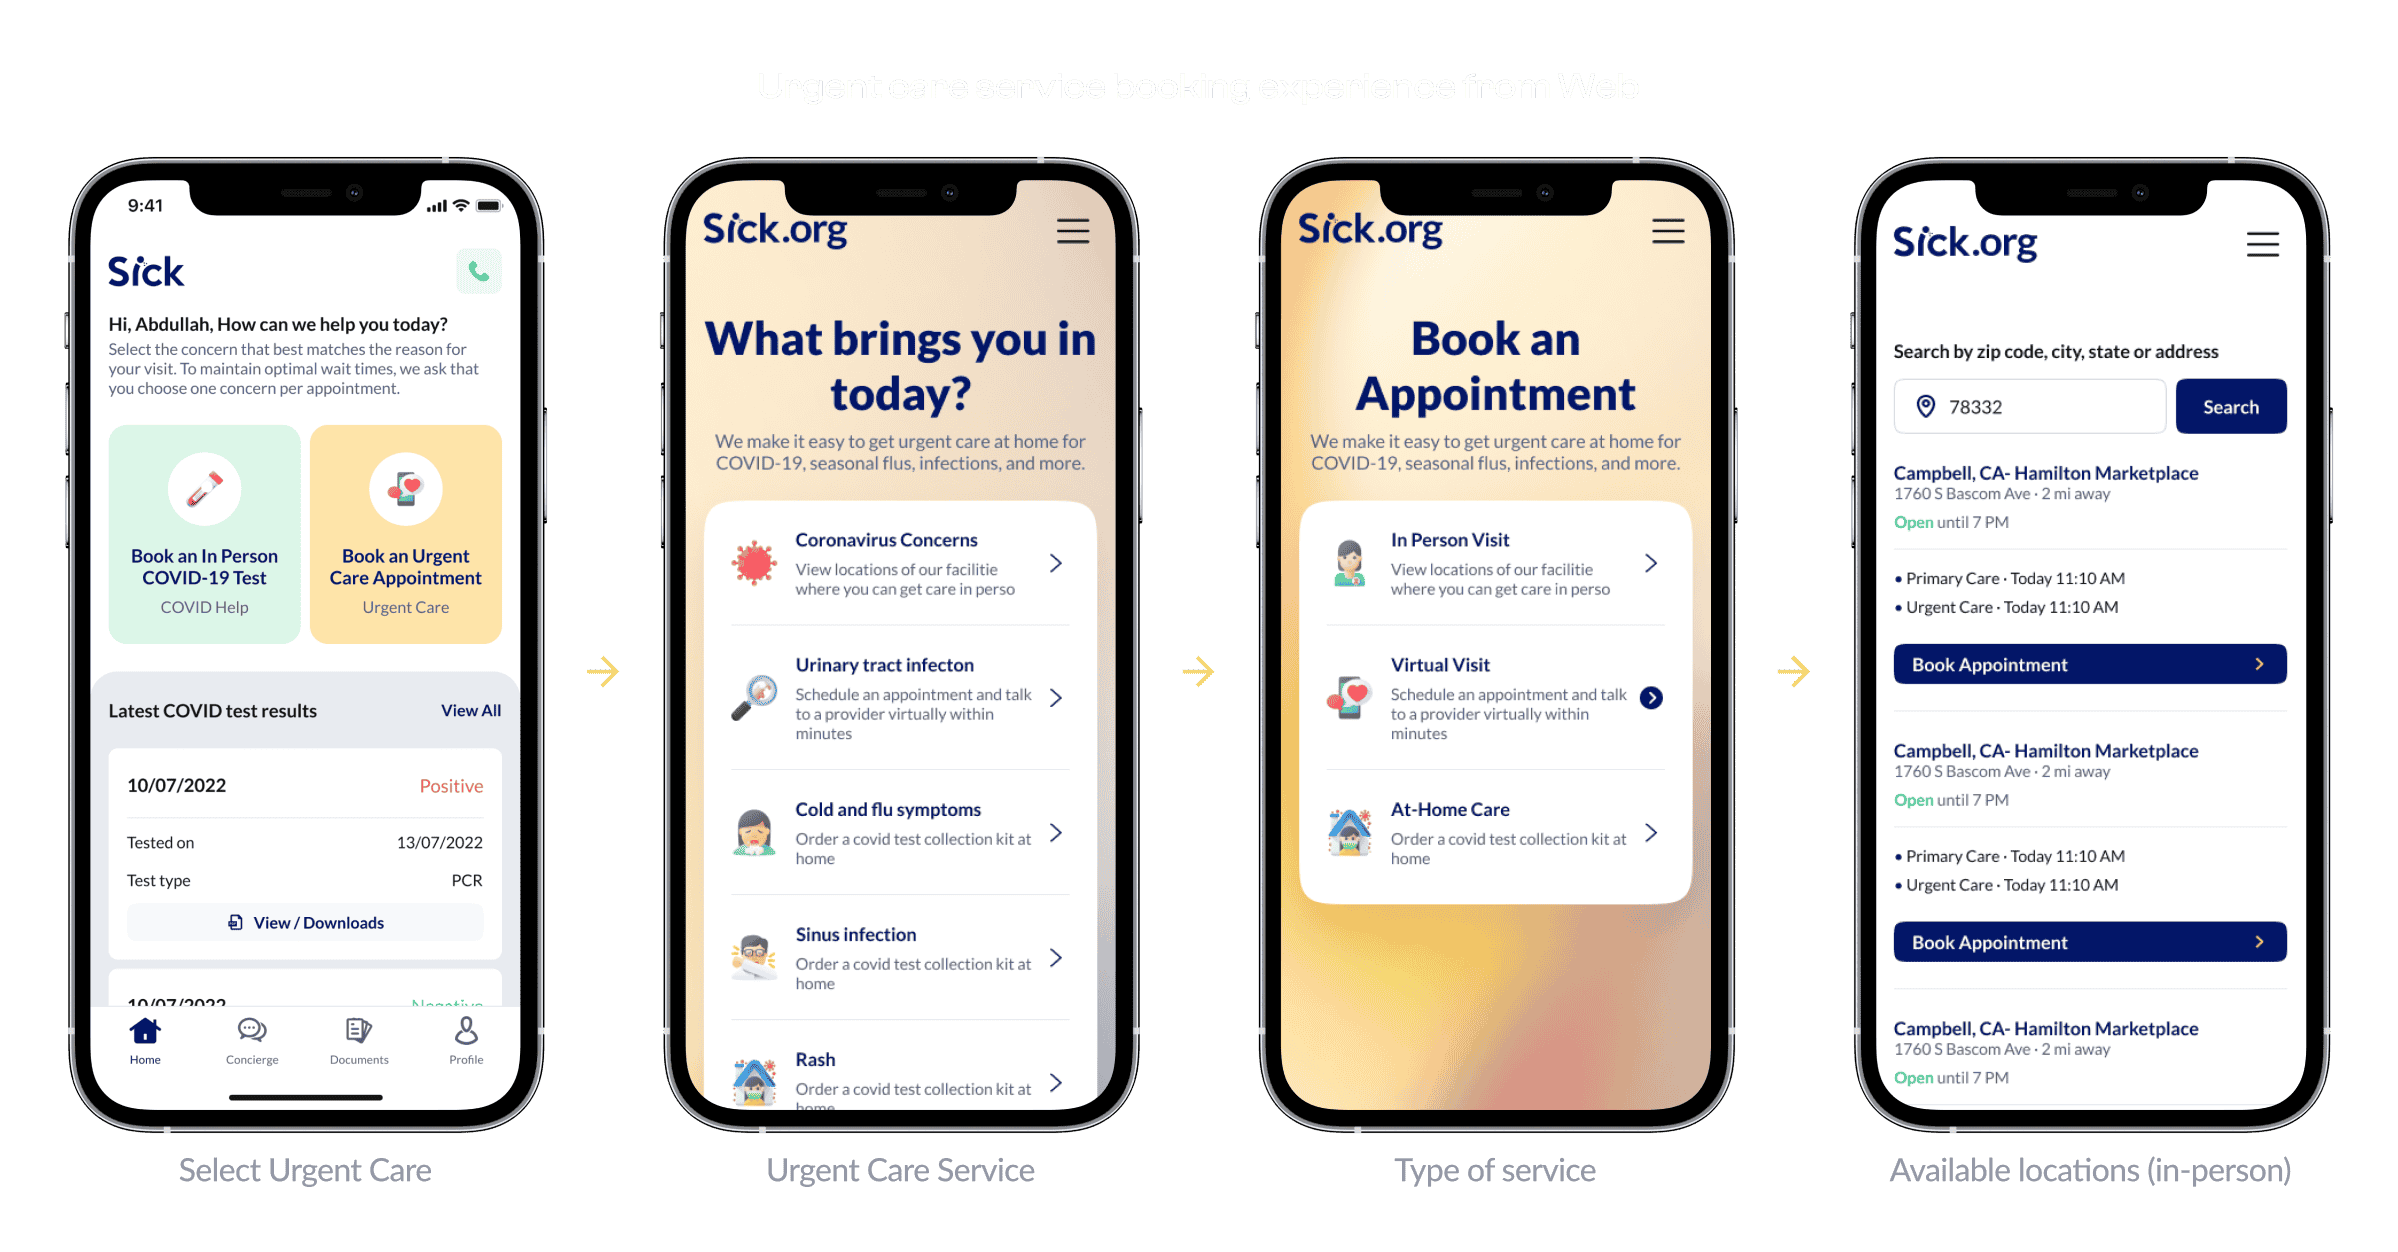 Urgent care service booking experience from Web
9:41
Sick
Hi, Abdullah, How can we help you today?
Select the concern that best matches the reason for
your visit. To maintain optimal wait times, we ask that
you choose one concern per appointment.
Book an In Person
COVID-19 Test
COVID Help
Book an Urgent
Care Appointment
Urgent Care
Latest COVID test results
View All
10/07/2022
Positive
Tested on
13/07/2022
Test type
PCR
View / Downloads
10/07/2022
Negative
Home
Concierge
Documents
Profile
Select Urgent Care
Sick.org
What brings you in
today?
We make it easy to get urgent care at home for
COVID-19, seasonal flus, infections, and more.
Coronavirus Concerns
View locations of our facilitie
where you can get care in perso
Urinary tract infecton
Schedule an appointment and talk
to a provider virtually within
minutes
Cold and flu symptoms
Order a covid test collection kit at
home
Sinus infection
Order a covid test collection kit at
home
Rash
Order a covid test collection kit at
home
Urgent Care Service
Sick.org
Book an
Appointment
We make it easy to get urgent care at home for
COVID-19, seasonal flus, infections, and more.
In Person Visit
View locations of our facilitie
where you can get care in perso
Virtual Visit
Schedule an appointment and talk
to a provider virtually within
minutes
At-Home Care
Order a covid test collection kit at
home
Type of service
Sick.org
Search by zip code, city, state or address
78332
Search
Campbell, CA- Hamilton Marketplace
1760 S Bascom Ave · 2 mi away
Open until 7 PM
• Primary Care · Today 11:10 AM
• Urgent Care · Today 11:10 AM
Book Appointment
Campbell, CA- Hamilton Marketplace
1760 S Bascom Ave · 2 mi away
Open until 7 PM
• Primary Care · Today 11:10 AM
• Urgent Care · Today 11:10 AM
Book Appointment
Campbell, CA- Hamilton Marketplace
1760 S Bascom Ave · 2 mi away
Open until 7 PM
Available locations (in-person)